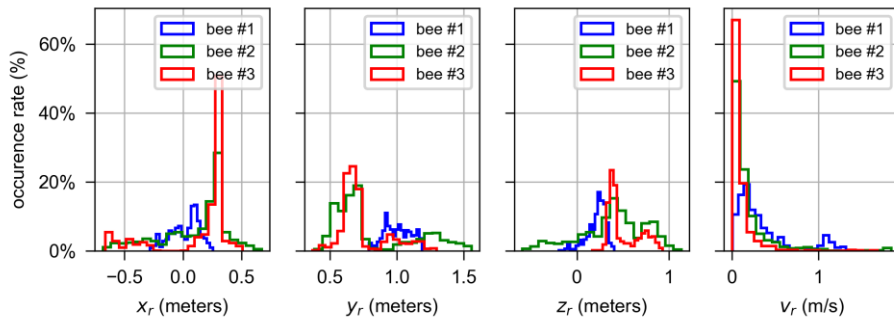 occurence rate (%)
60%
40%
20%
0%
bee #1
bee #2
bee #3
−0.5
0.0
0.5
x_r (meters)
bee #1
bee #2
bee #3
0.5
1.0
1.5
y_r (meters)
bee #1
bee #2
bee #3
0
1
z_r (meters)
bee #1
bee #2
bee #3
0
1
v_r (m/s)